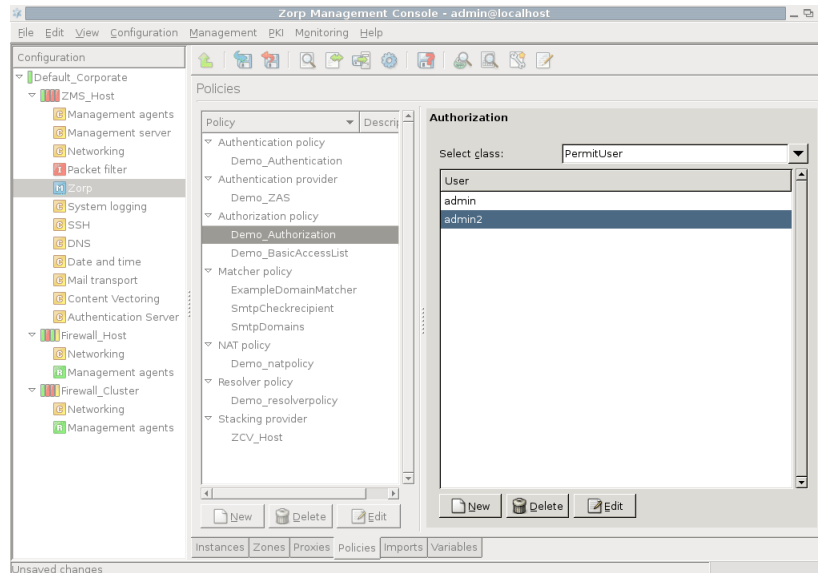 Zorp Management Console - admin@localhost
File Edit View Configuration Management PKI Monitoring Help
Configuration
Default_Corporate
ZMS_Host
Management agents
Management server
Networking
Packet filter
Zorp
System logging
SSH
DNS
Date and time
Mail transport
Content Vectoring
Authentication Server
Firewall_Host
Networking
Management agents
Firewall_Cluster
Networking
Management agents
Policies
Policy Descrip
Authentication policy
Demo_Authentication
Authentication provider
Demo_ZAS
Authorization policy
Demo_Authorization
Demo_BasicAccessList
Matcher policy
ExampleDomainMatcher
SmtpCheckrecipient
SmtpDomains
NAT policy
Demo_natpolicy
Resolver policy
Demo_resolverpolicy
Stacking provider
ZCV_Host
New Delete Edit
Authorization
Select class: PermitUser
User
admin
admin2
New Delete Edit
Instances Zones Proxies Policies Imports Variables
Unsaved changes